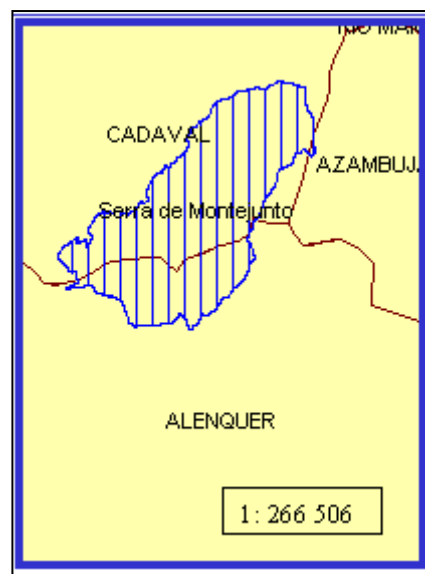 CADAVAL
AZAMBUJA
Serra de Montejunto
ALENQUER
1: 266 506